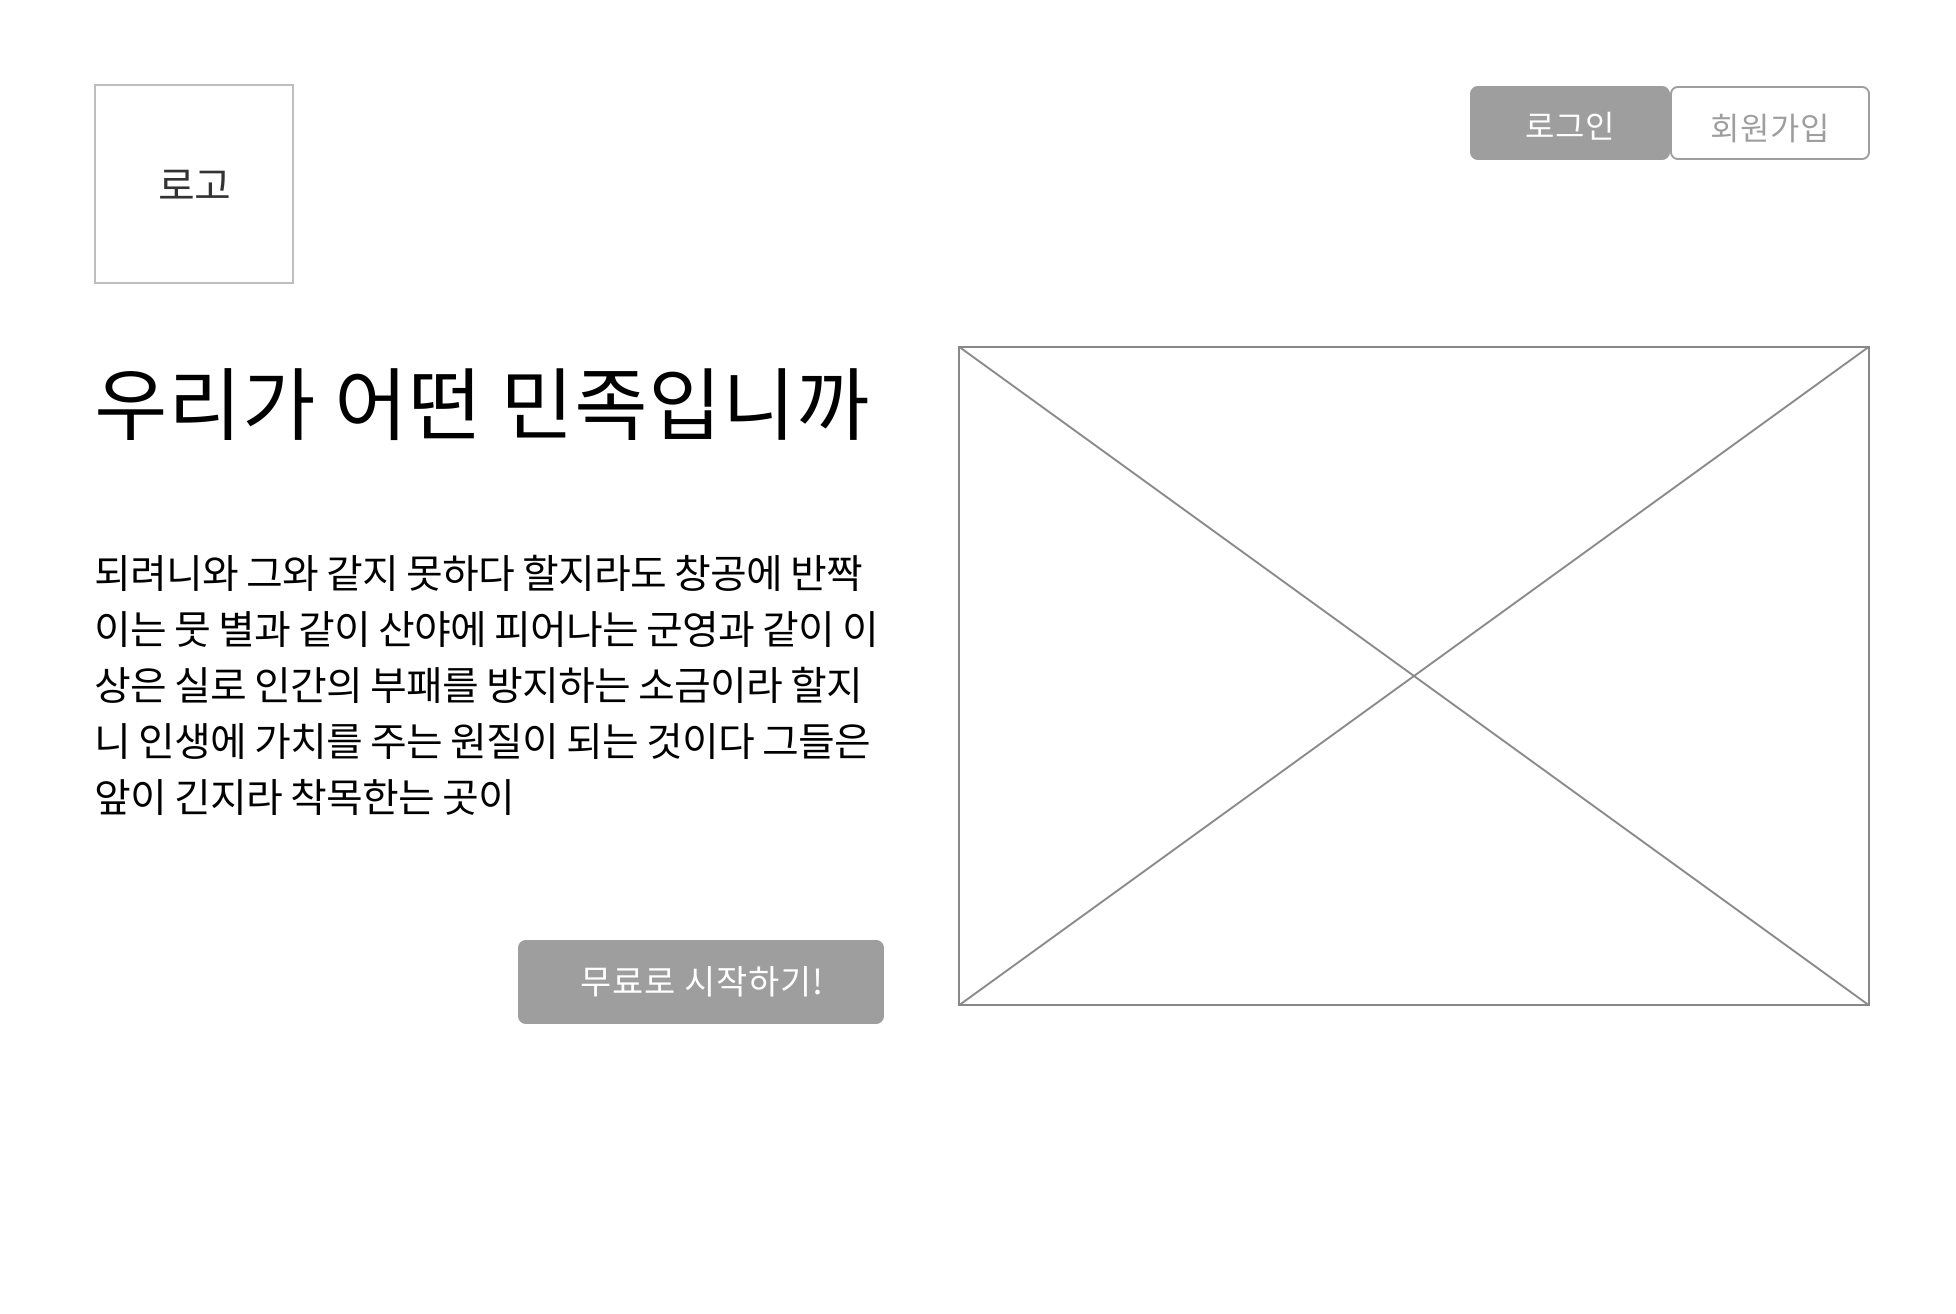 로고
로그인
회원가입
우리가 어떤 민족입니까
되려니와 그와 같지 못하다 할지라도 창공에 반짝
이는 뭇 별과 같이 산야에 피어나는 군영과 같이 이
상은 실로 인간의 부패를 방지하는 소금이라 할지
니 인생에 가치를 주는 원질이 되는 것이다 그들은
앞이 긴지라 착목한는 곳이
무료로 시작하기!